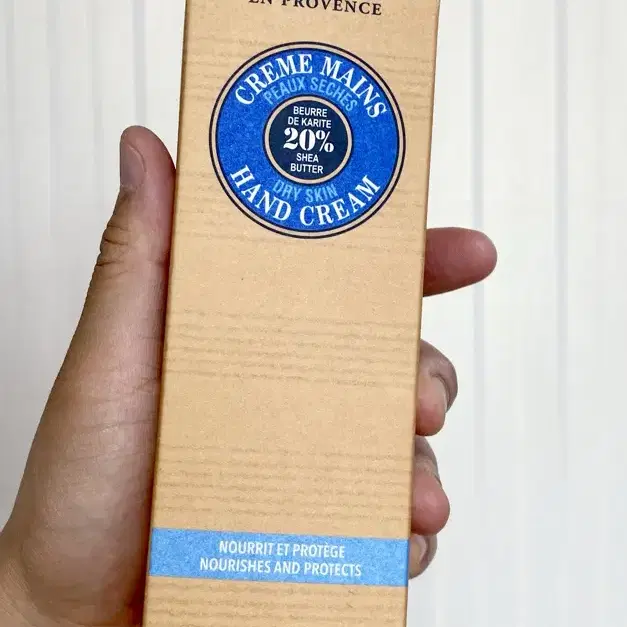 EN PROVENCE
CREME MAINS
PEAUX SECHES
BEURRE
DE KARITE
20%
SHEA
BUTTER
DRY SKIN
HAND CREAM
NOURRIT ET PROTÈGE
NOURISHES AND PROTECTS